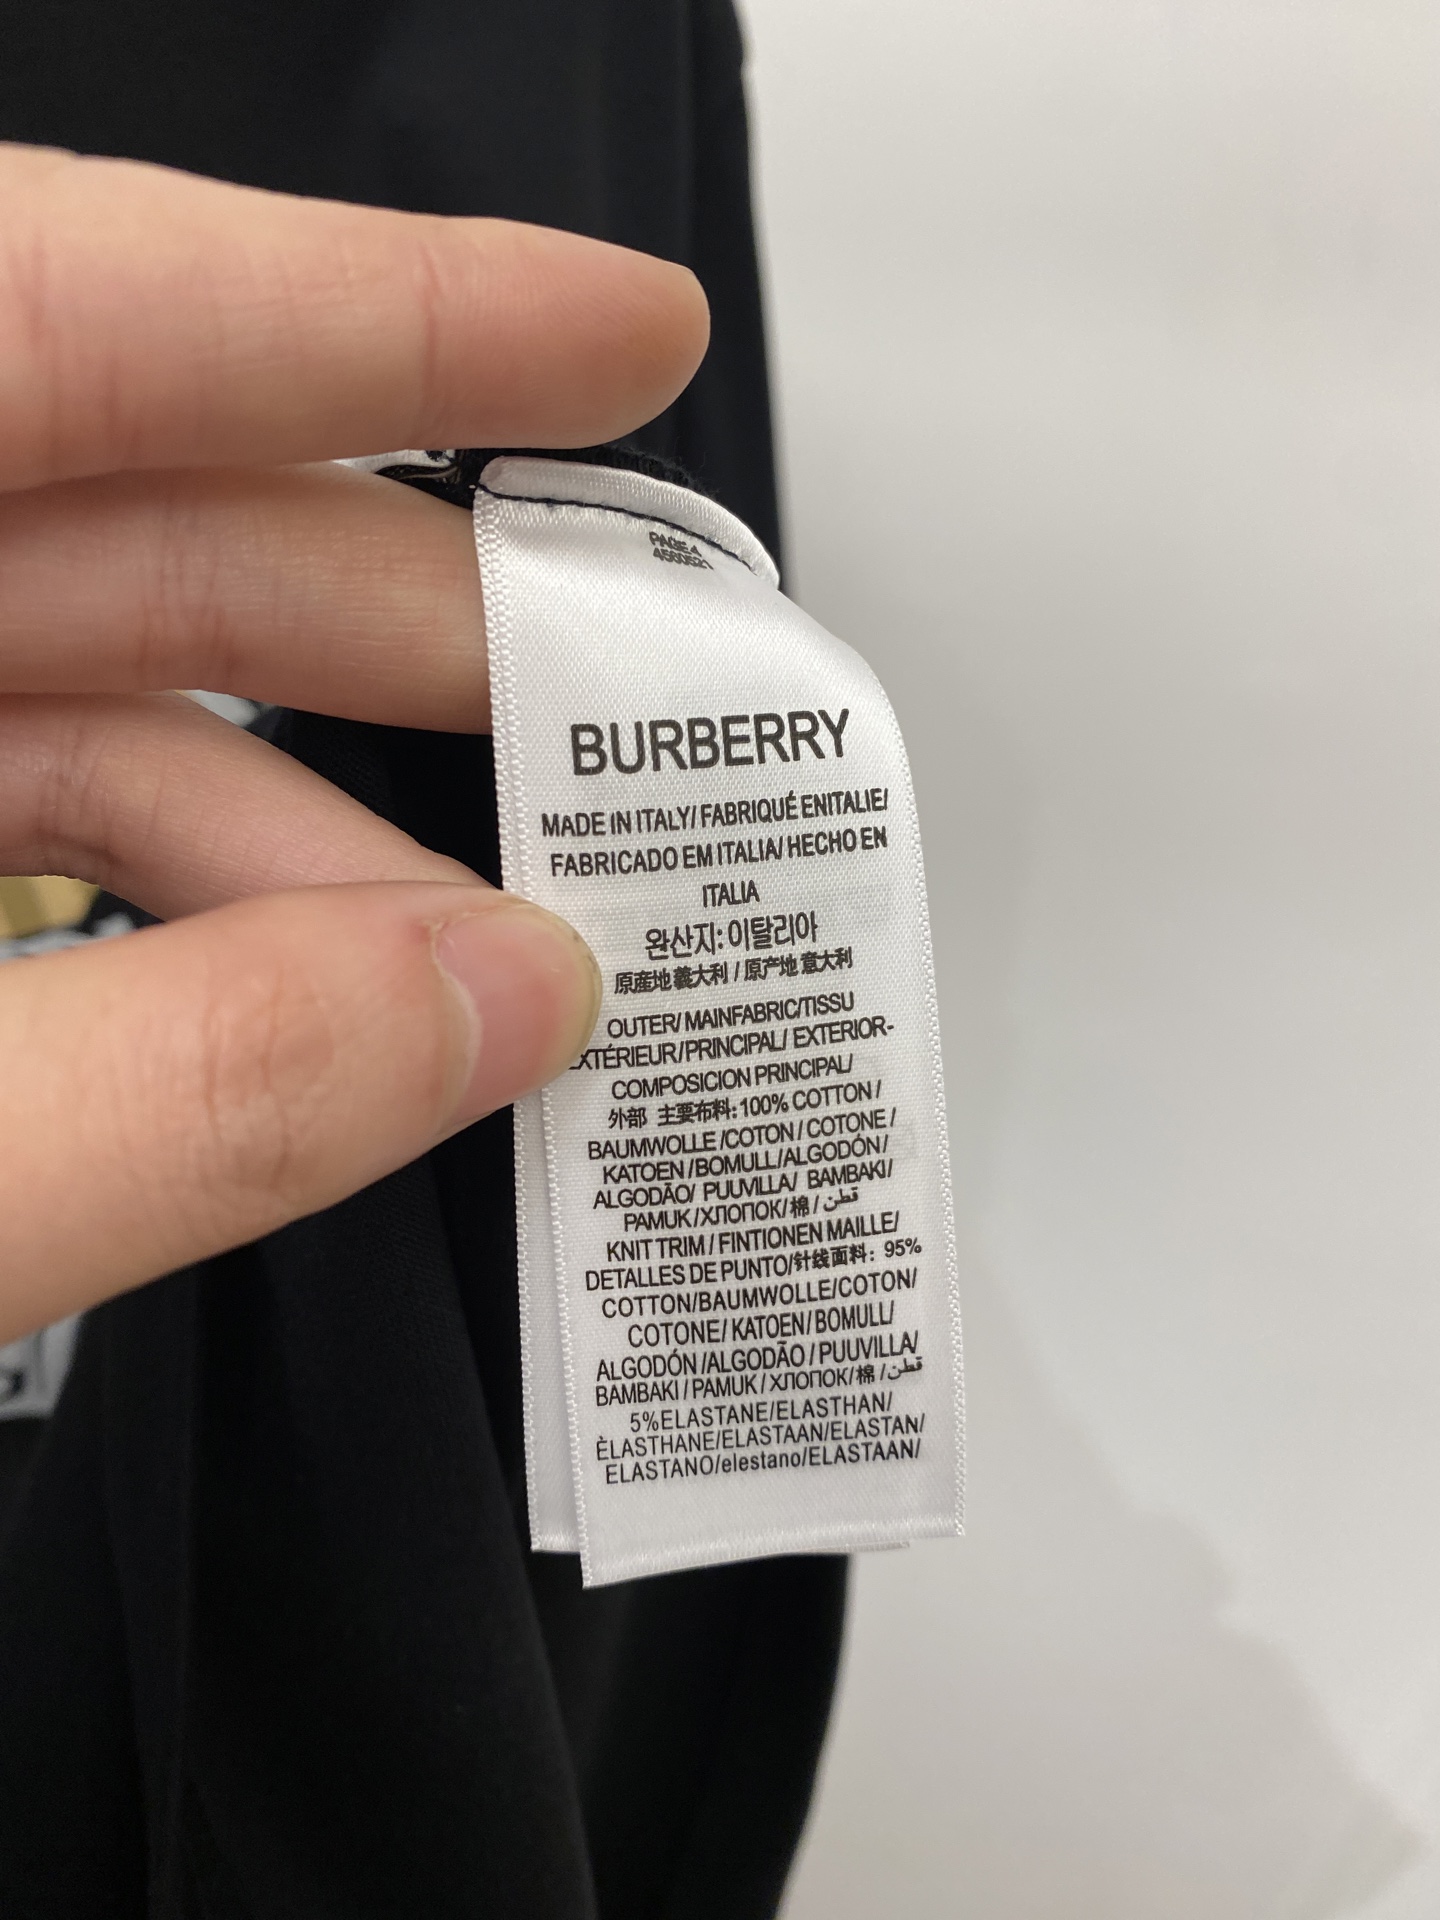 PAGE 4
4560521
BURBERRY
MADE IN ITALY/ FABRIQUÉ ENITALIE/
FABRICADO EM ITALIA/ HECHO EN
ITALIA
완산지: 이탈리아
原産地 義大利 / 原产地 意大利
OUTER/ MAINFABRIC/TISSU
EXTÉRIEUR/PRINCIPAL/ EXTERIOR-
COMPOSICION PRINCIPAL/
外部 主要布料: 100% COTTON /
BAUMWOLLE /COTON / COTONE /
KATOEN /BOMULL/ALGODÓN/
ALGODÃO/ PUUVILLA/ BAMBAKI/
PAMUK /ХЛОПОК/ 棉 / قطن
KNIT TRIM / FINTIONEN MAILLE/
DETALLES DE PUNTO/针线面料: 95%
COTTON/BAUMWOLLE/COTON/
COTONE/ KATOEN/ BOMULL/
ALGODÓN /ALGODÃO / PUUVILLA/
BAMBAKI / PAMUK / ХЛОПОК/ 棉 / قطن
5%ELASTANE/ELASTHAN/
ÈLASTHANE/ELASTAAN/ELASTAN/
ELASTANO/elestano/ELASTAAN/